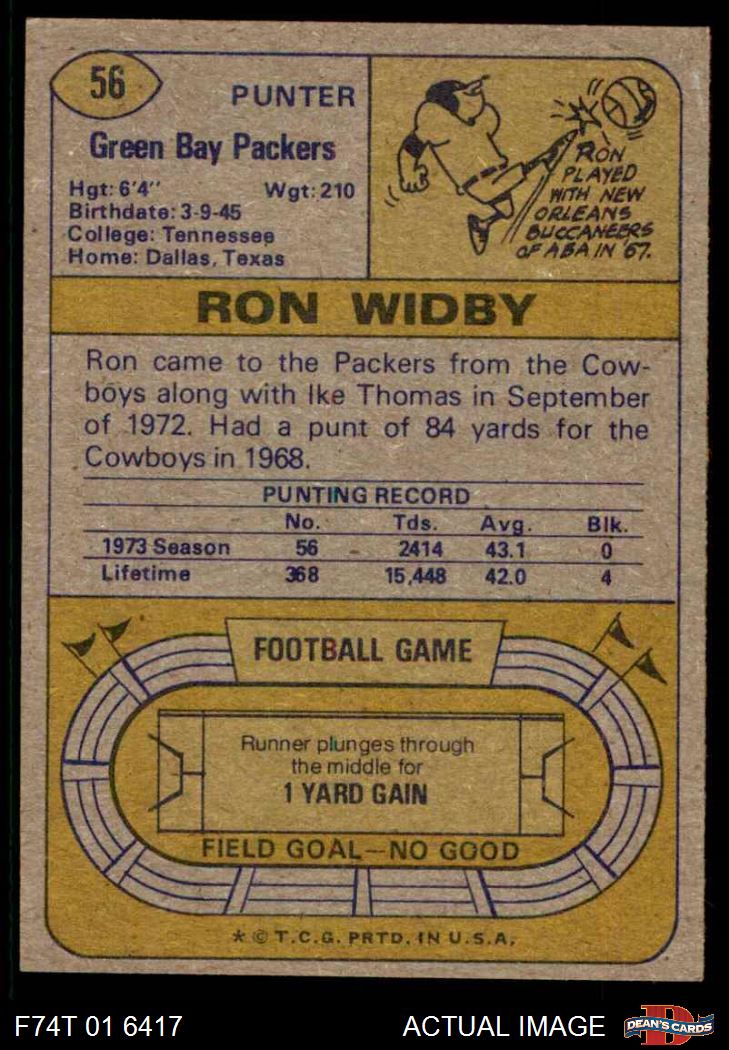 56
PUNTER
Green Bay Packers
Hgt: 6'4" Wgt: 210
Birthdate: 3-9-45
College: Tennessee
Home: Dallas, Texas
RON
PLAYED
WITH NEW
ORLEANS
BUCCANEERS
OF ABA IN '67.
RON WIDBY
Ron came to the Packers from the Cow-
boys along with Ike Thomas in September
of 1972. Had a punt of 84 yards for the
Cowboys in 1968.
PUNTING RECORD
No. Yds. Avg. Blk.
1973 Season 56 2414 43.1 0
Lifetime 368 15,448 42.0 4
FOOTBALL GAME
Runner plunges through
the middle for
1 YARD GAIN
FIELD GOAL—NO GOOD
* © T.C.G. PRTD. IN U.S.A.
F74T 01 6417 ACTUAL IMAGE D DEAN'S CARDS